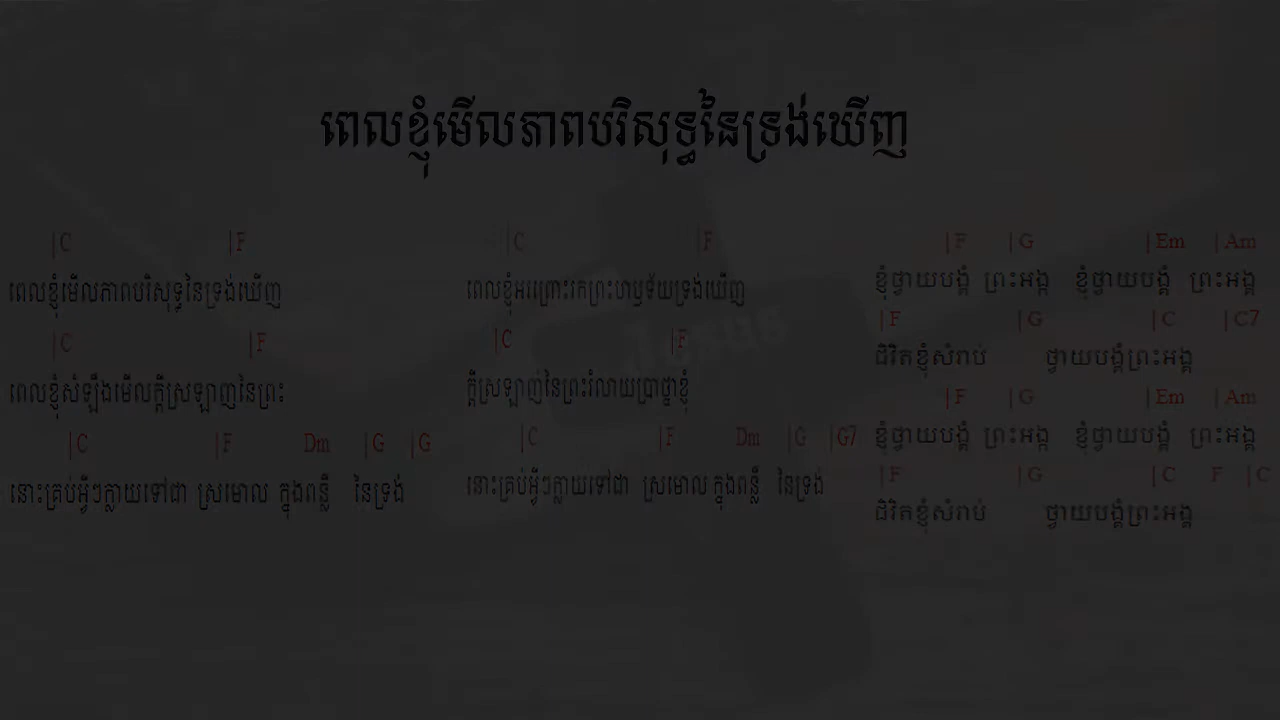 ពេលខ្ញុំមើលភាពបរិសុទ្ធនៃទ្រង់ឃើញ
|C |F
ពេលខ្ញុំមើលភាពបរិសុទ្ធនៃទ្រង់ឃើញ
|C |F
ពេលខ្ញុំសំឡឹងមើលក្តីស្រឡាញនៃព្រះ
|C |F Dm |G |G
នោះគ្រប់អ្វីៗក្លាយទៅជា ស្រមោល ក្នុងពន្លឺ នៃទ្រង់
|C |F
ពេលខ្ញុំអរព្រោះរកព្រះហឫទ័យទ្រង់ឃើញ
|C |F
ក្តីស្រឡាញ់នៃព្រះរំលាយប្រាថ្នាខ្ញុំ
|C |F Dm |G |G7
នោះគ្រប់អ្វីៗក្លាយទៅជា ស្រមោល ក្នុងពន្លឺ នៃទ្រង់
|F |G |Em |Am
ខ្ញុំថ្វាយបង្គំ ព្រះអង្គ ខ្ញុំថ្វាយបង្គំ ព្រះអង្គ
|F |G |C |C7
ជិវិតខ្ញុំសំរាប់ ថ្វាយបង្គំព្រះអង្គ
|F |G |Em |Am
ខ្ញុំថ្វាយបង្គំ ព្រះអង្គ ខ្ញុំថ្វាយបង្គំ ព្រះអង្គ
|F |G |C F |C
ជិវិតខ្ញុំសំរាប់ ថ្វាយបង្គំព្រះអង្គ
Jesus